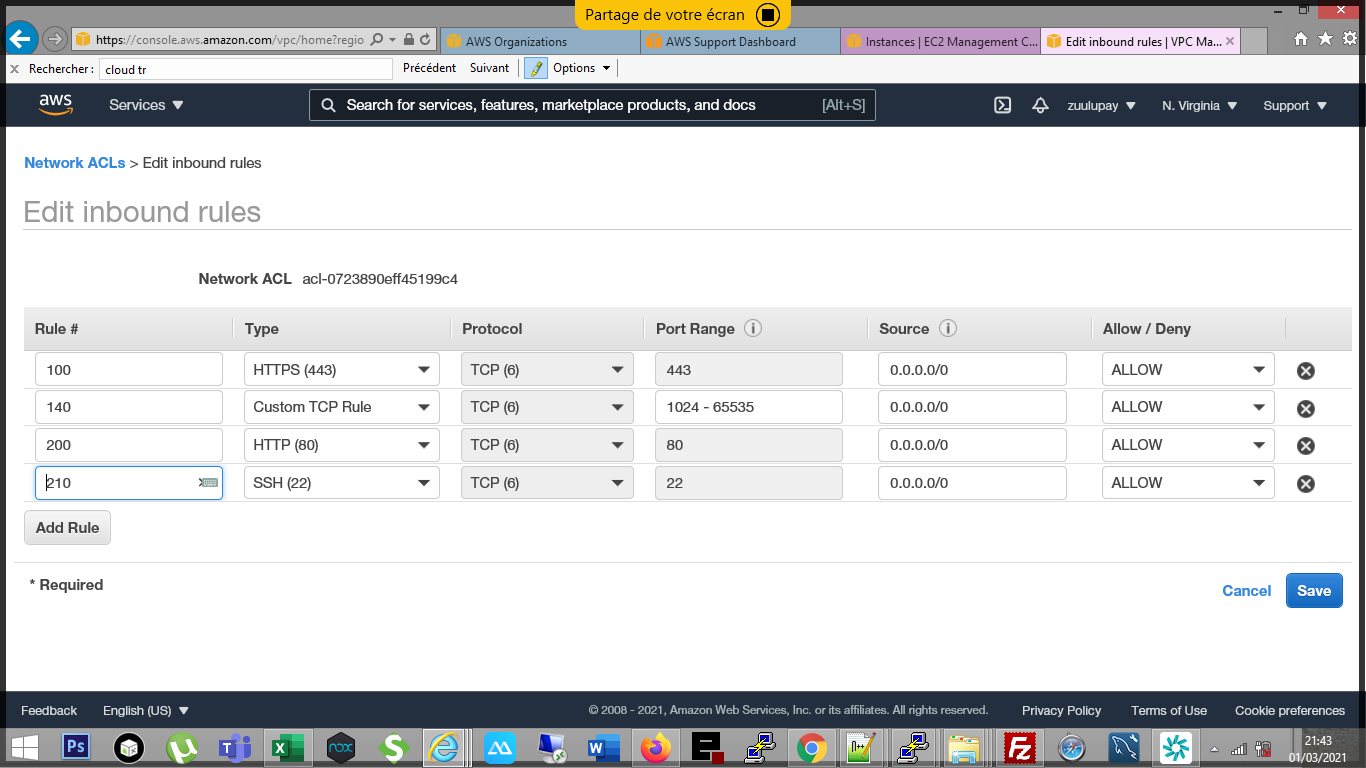 Partage de votre écran
https://console.aws.amazon.com/vpc/home?regio
AWS Organizations
AWS Support Dashboard
Instances | EC2 Management C...
Edit inbound rules | VPC Ma...
Rechercher : cloud tr Précédent Suivant Options
aws Services Search for services, features, marketplace products, and docs [Alt+S] zuulupay N. Virginia Support
Network ACLs > Edit inbound rules
Edit inbound rules
Network ACL acl-0723890eff45199c4
Rule # Type Protocol Port Range Source Allow / Deny
100 HTTPS (443) TCP (6) 443 0.0.0.0/0 ALLOW
140 Custom TCP Rule TCP (6) 1024 - 65535 0.0.0.0/0 ALLOW
200 HTTP (80) TCP (6) 80 0.0.0.0/0 ALLOW
210 SSH (22) TCP (6) 22 0.0.0.0/0 ALLOW
Add Rule
* Required
Cancel Save
Feedback English (US) © 2008 - 2021, Amazon Web Services, Inc. or its affiliates. All rights reserved. Privacy Policy Terms of Use Cookie preferences
21:43
01/03/2021